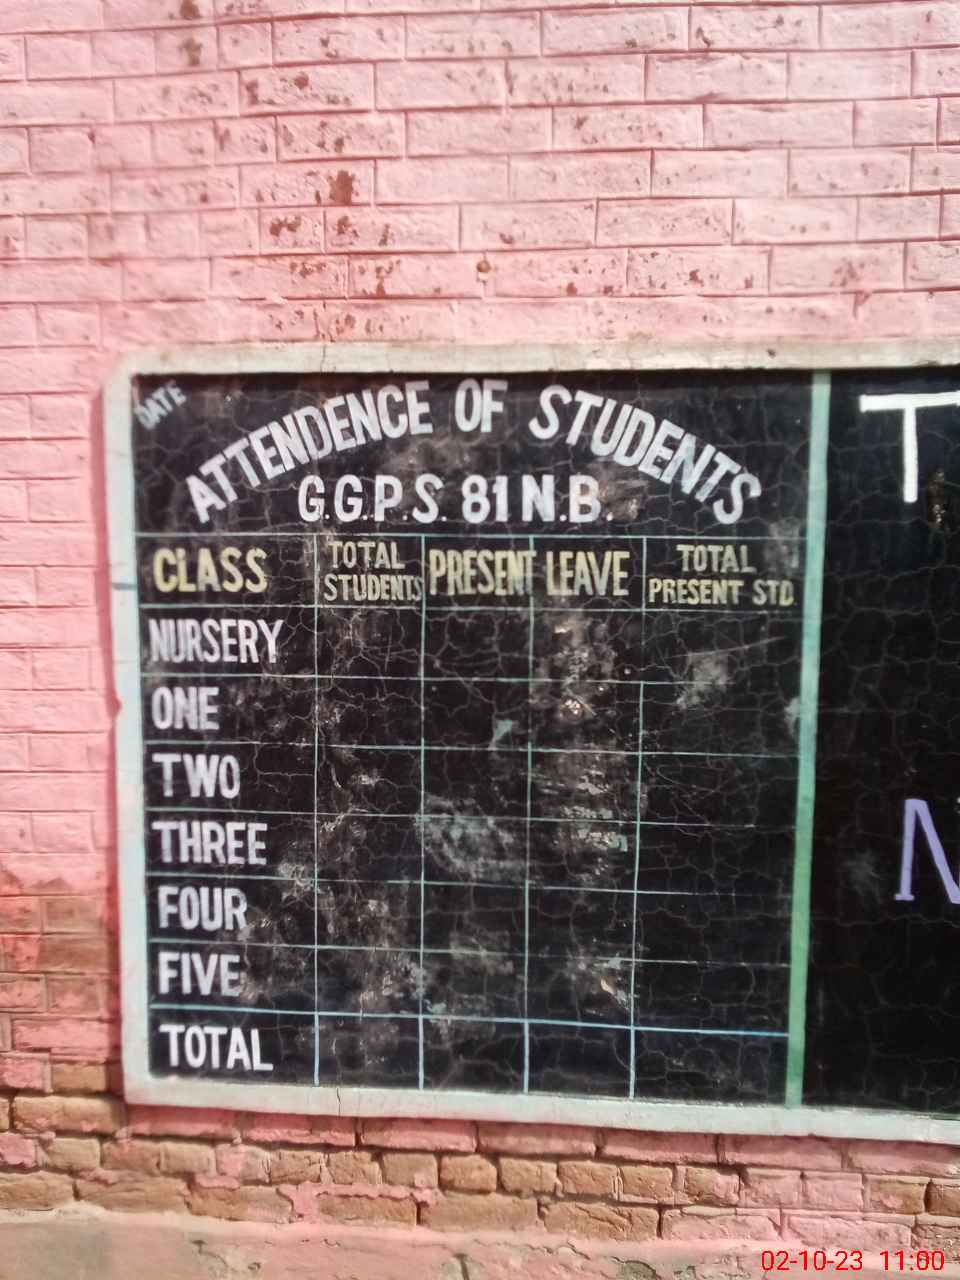 DATE
ATTENDENCE OF STUDENTS
G.G.P.S. 81 N.B.
CLASS TOTAL STUDENTS PRESENT LEAVE TOTAL PRESENT STD.
NURSERY
ONE
TWO
THREE
FOUR
FIVE
TOTAL
T
N
02-10-23 11:00